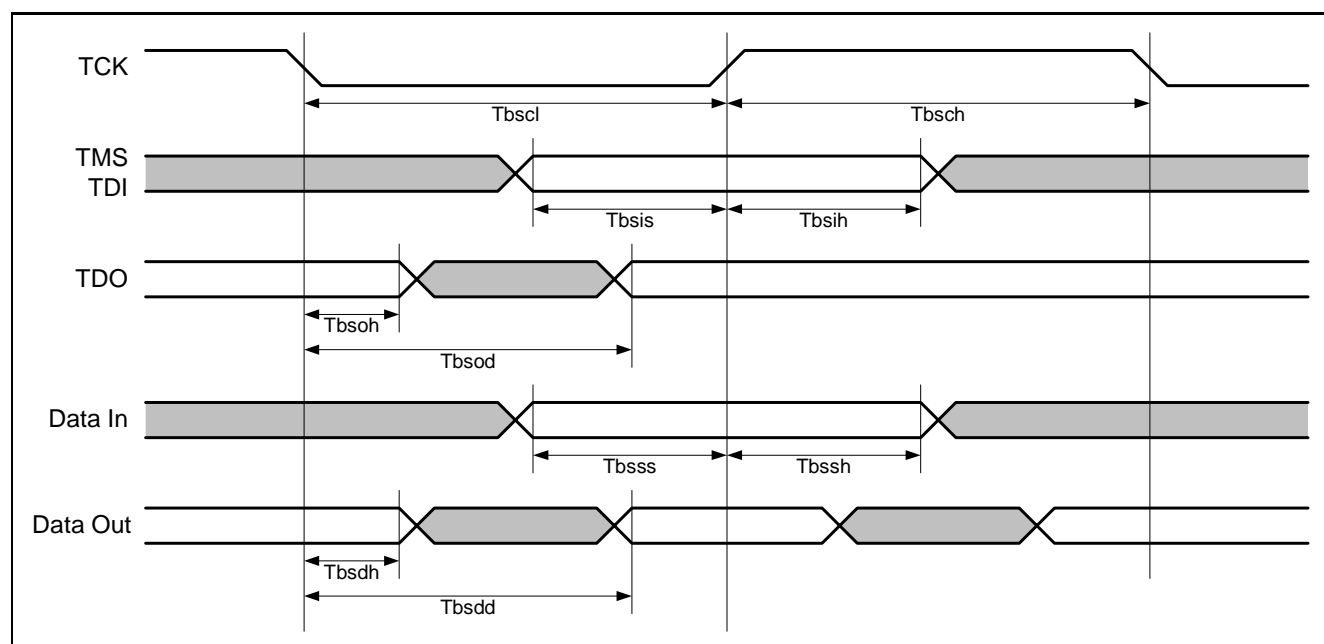 TCK
Tbscl
Tbsch
TMS
TDI
Tbsis
Tbsih
TDO
Tbsoh
Tbsod
Data In
Tbsss
Tbssh
Data Out
Tbsdh
Tbsdd